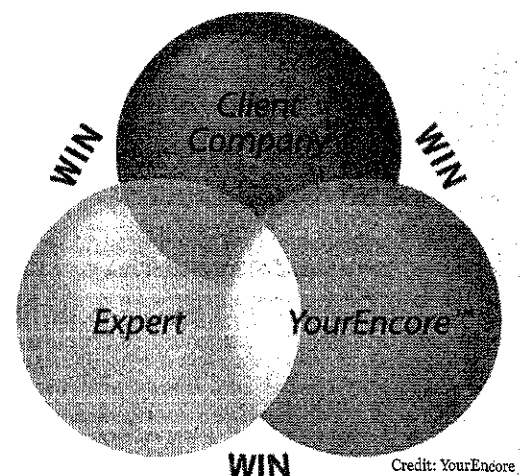 Client
Company
WIN
WIN
Expert
YourEncore™
WIN
Credit: YourEncore